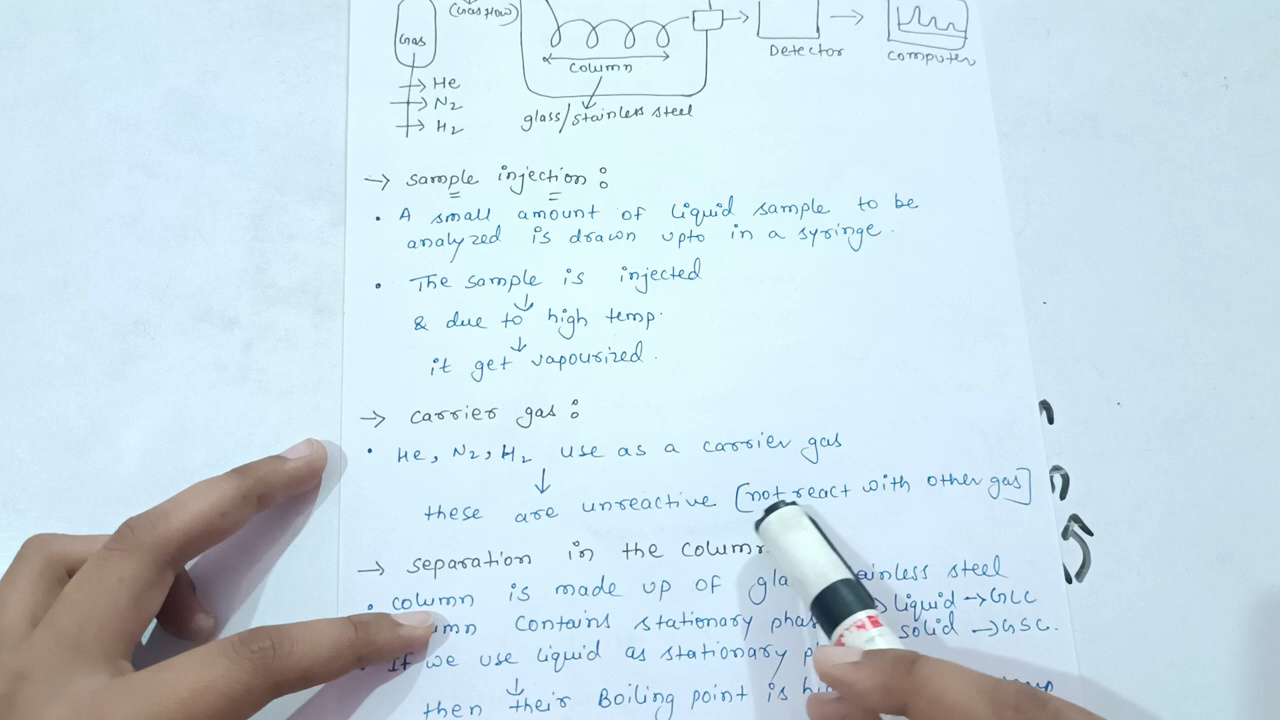 (Gas flow)
Gas
He
N2
H2
column
glass/stainless steel
Detector
computer
→ sample injection :
• A small amount of liquid sample to be
analyzed is drawn upto in a syringe.
• The sample is injected
↓
& due to high temp.
↓
it get vapourized.
→ carrier gas :
• He, N2, H2 use as a carrier gas
↓
these are unreactive [not react with other gas]
→ separation in the column
• column is made up of steel
contains stationary liquid → GLC
solid → GSC.
• If we use liquid as stationary
↓
then their Boiling point is